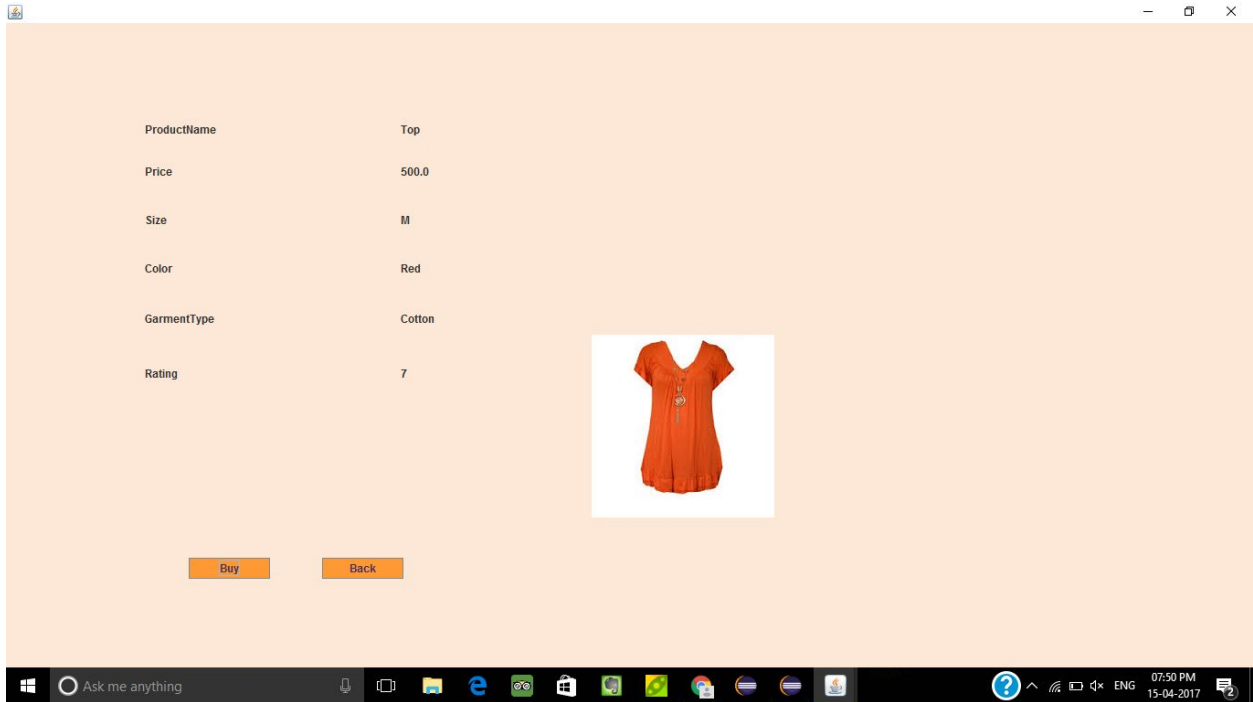 ProductName Top
Price 500.0
Size M
Color Red
GarmentType Cotton
Rating 7
Buy Back
Ask me anything
ENG
07:50 PM
15-04-2017
2